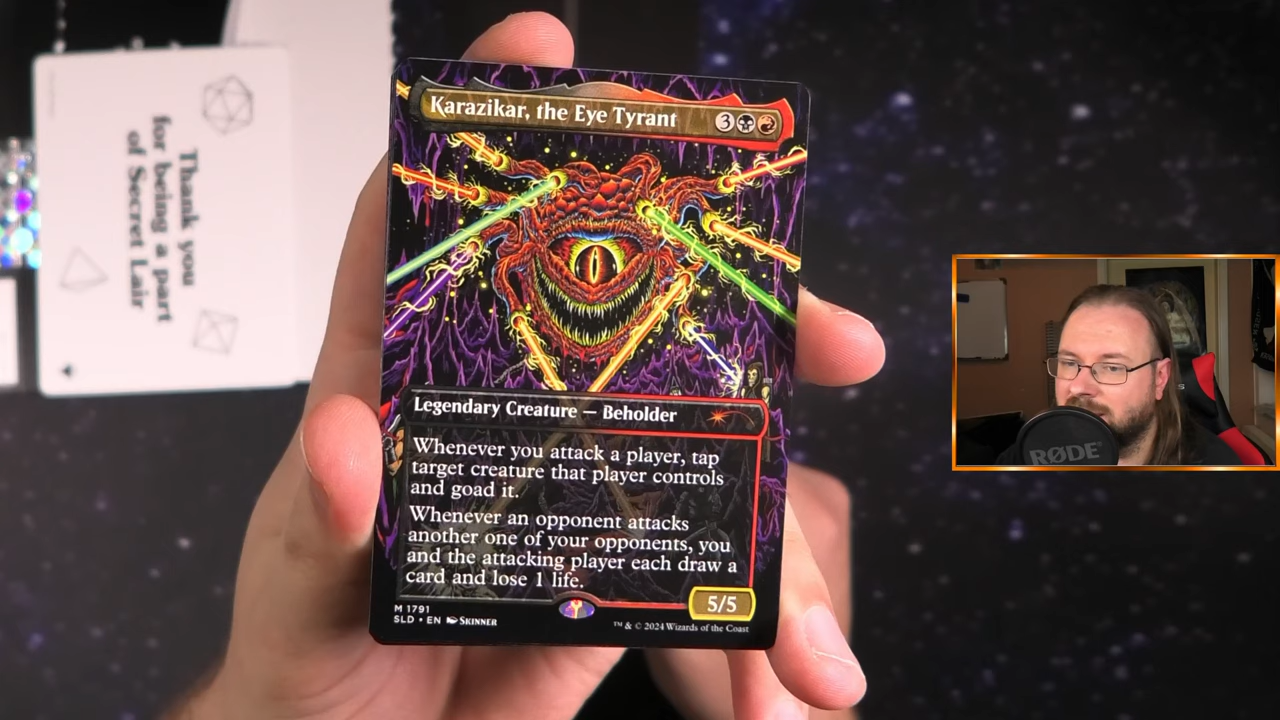 Thank you
for being a part
of Secret Lair
Karazikar, the Eye Tyrant
3
Legendary Creature — Beholder
Whenever you attack a player, tap
target creature that player controls
and goad it.
Whenever an opponent attacks
another one of your opponents, you
and the attacking player each draw a
card and lose 1 life.
5/5
M 1791
SLD • EN SKINNER
™ & © 2024 Wizards of the Coast
RØDE